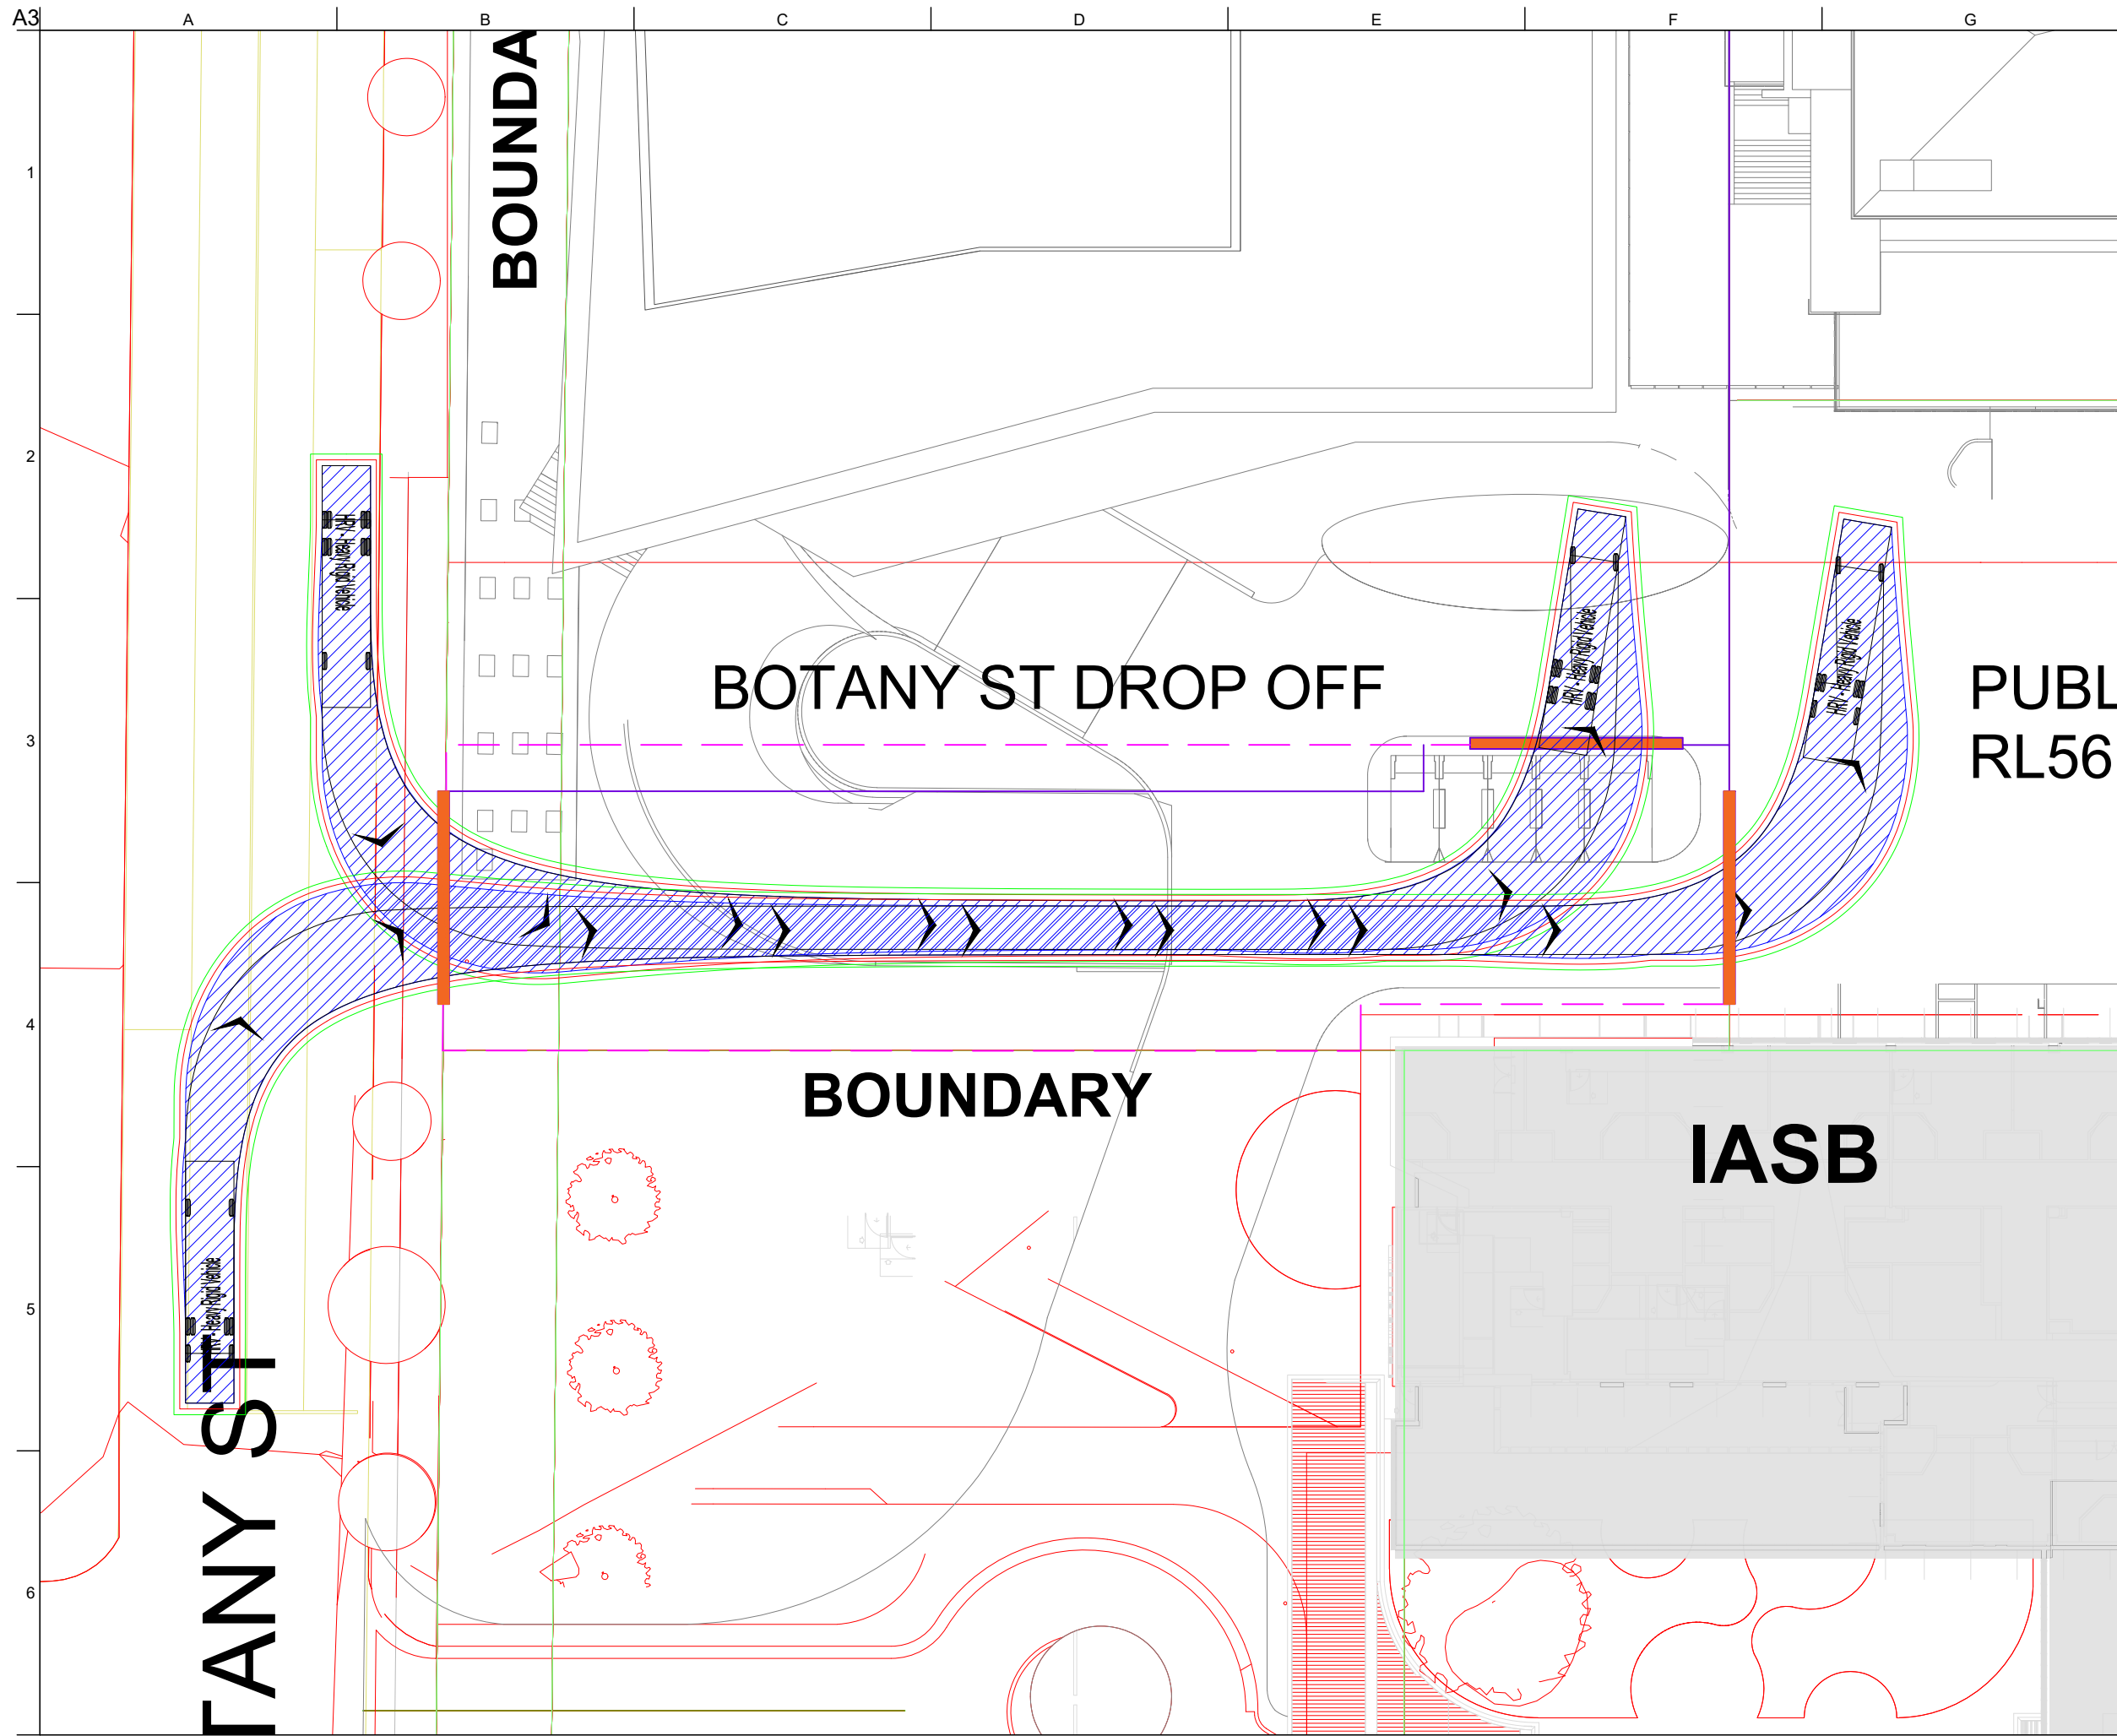 A3
A
B
C
D
E
F
G
1
2
3
4
5
6
BOUNDA
HRV - Heavy Rigid Vehicle
HRV - Heavy Rigid Vehicle
HRV - Heavy Rigid Vehicle
BOTANY ST DROP OFF
PUBL
RL56
BOUNDARY
IASB
HRV - Heavy Rigid Vehicle
TANY ST